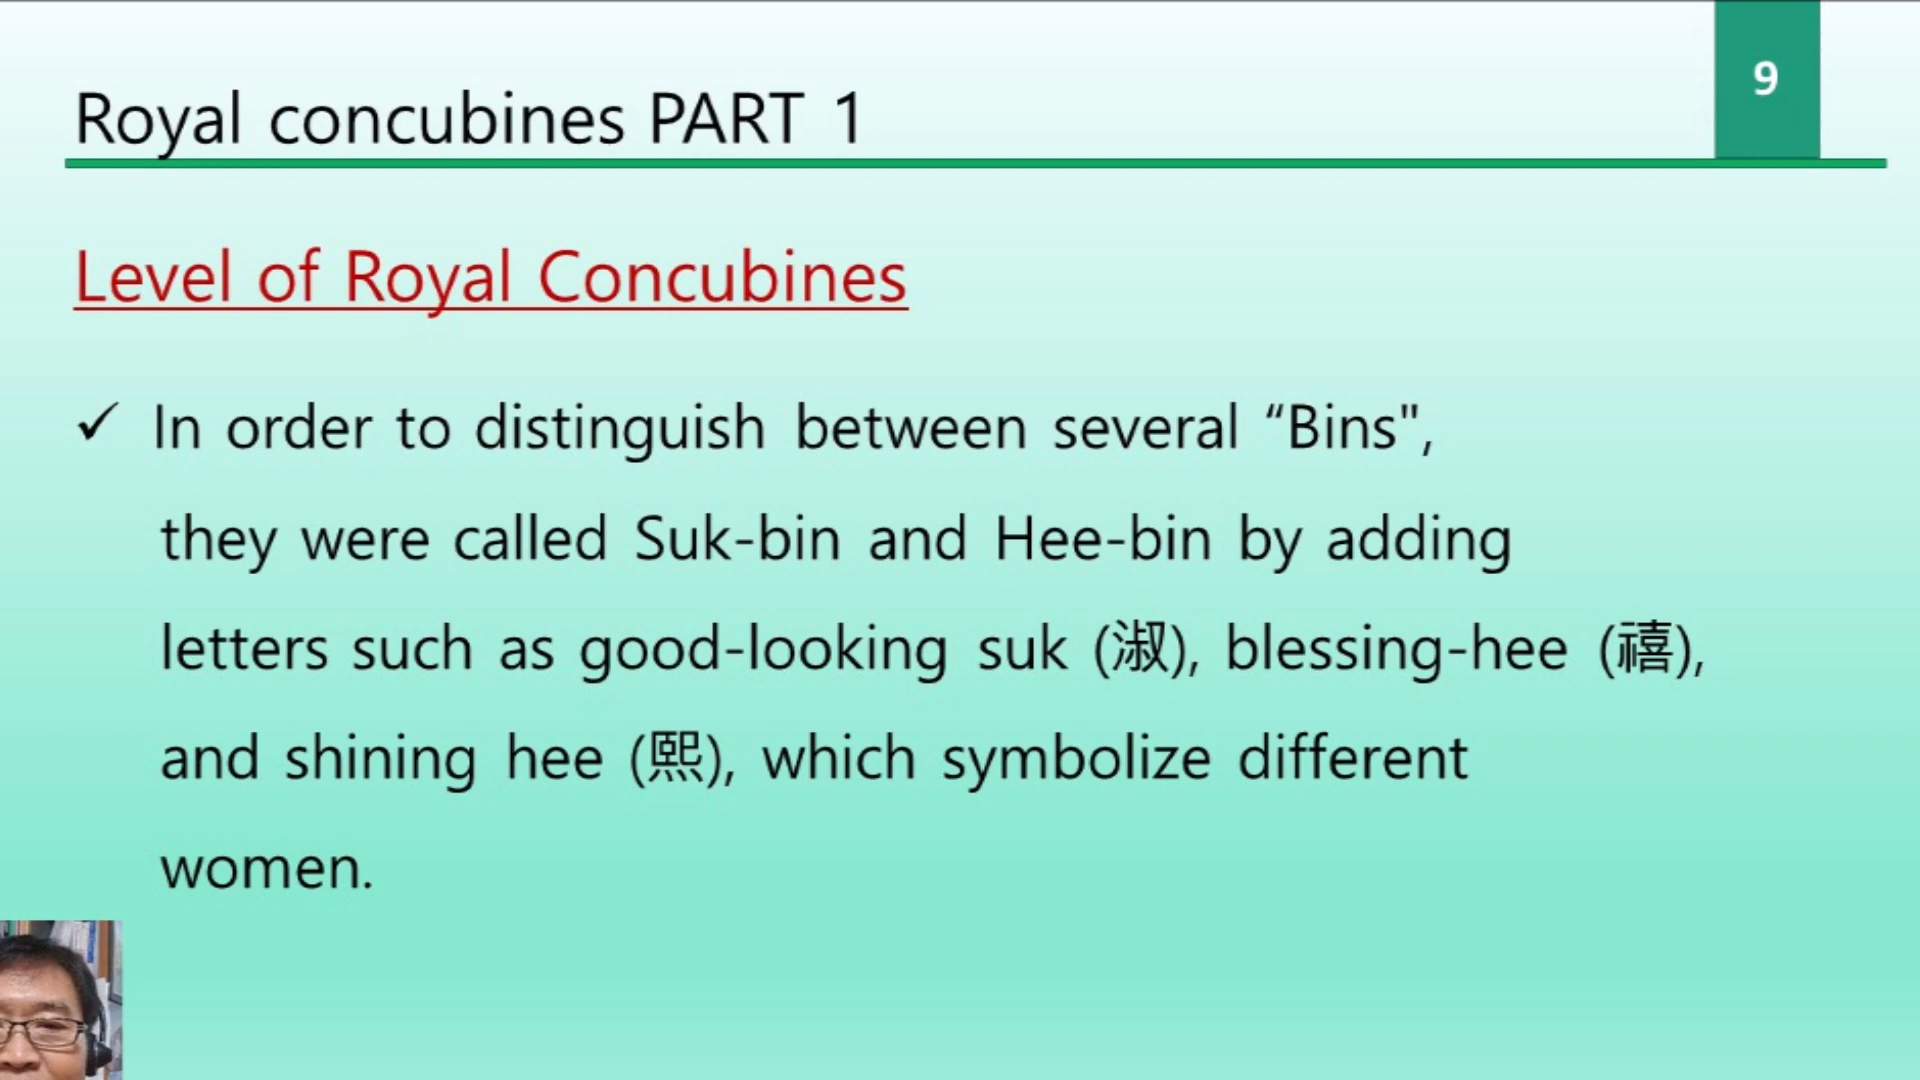 9
Royal concubines PART 1
Level of Royal Concubines
✓ In order to distinguish between several “Bins",
they were called Suk-bin and Hee-bin by adding
letters such as good-looking suk (淑), blessing-hee (禧),
and shining hee (熙), which symbolize different
women.